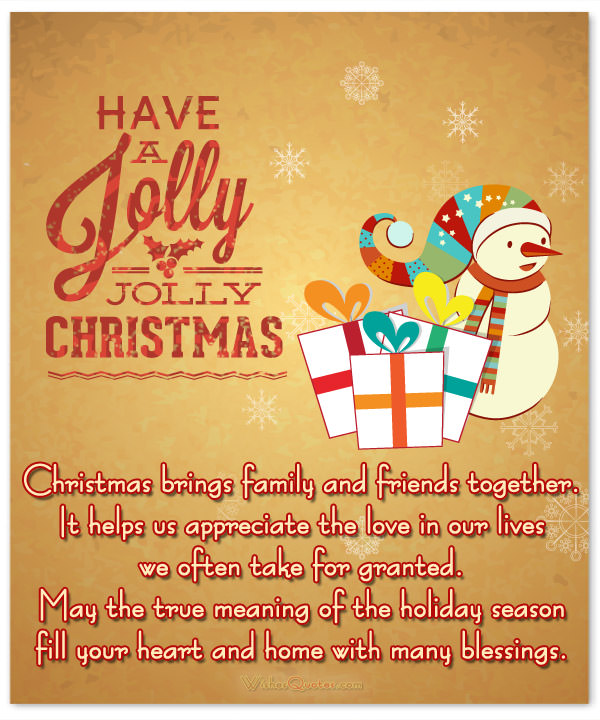 HAVE
A
Jolly
JOLLY
CHRISTMAS
Christmas brings family and friends together.
It helps us appreciate the love in our lives
we often take for granted.
May the true meaning of the holiday season
fill your heart and home with many blessings.
WishesQuotes.com